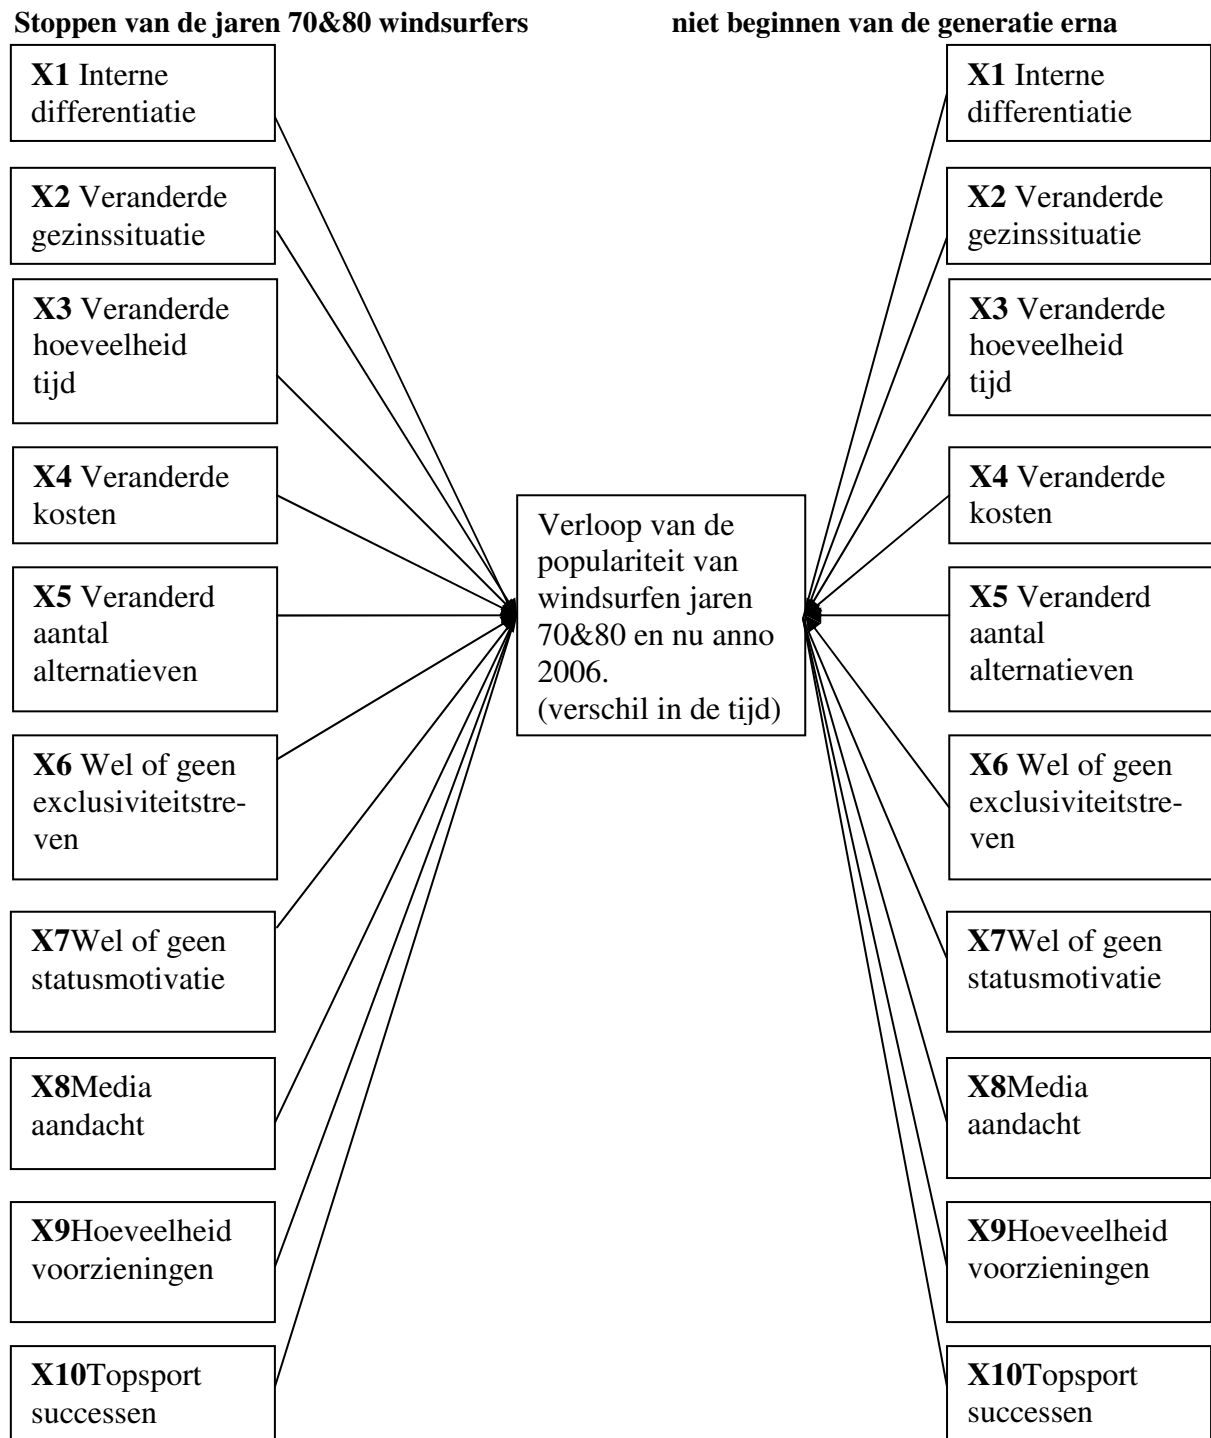 Stoppen van de jaren 70&80 windsurfers
niet beginnen van de generatie erna
X1 Interne
differentiatie
X2 Veranderde
gezinssituatie
X3 Veranderde
hoeveelheid
tijd
X4 Veranderde
kosten
X5 Veranderd
aantal
alternatieven
X6 Wel of geen
exclusiviteitstre-
ven
X7Wel of geen
statusmotivatie
X8Media
aandacht
X9Hoeveelheid
voorzieningen
X10Topsport
successen
Verloop van de
populariteit van
windsurfen jaren
70&80 en nu anno
2006.
(verschil in de tijd)
X1 Interne
differentiatie
X2 Veranderde
gezinssituatie
X3 Veranderde
hoeveelheid
tijd
X4 Veranderde
kosten
X5 Veranderd
aantal
alternatieven
X6 Wel of geen
exclusiviteitstre-
ven
X7Wel of geen
statusmotivatie
X8Media
aandacht
X9Hoeveelheid
voorzieningen
X10Topsport
successen